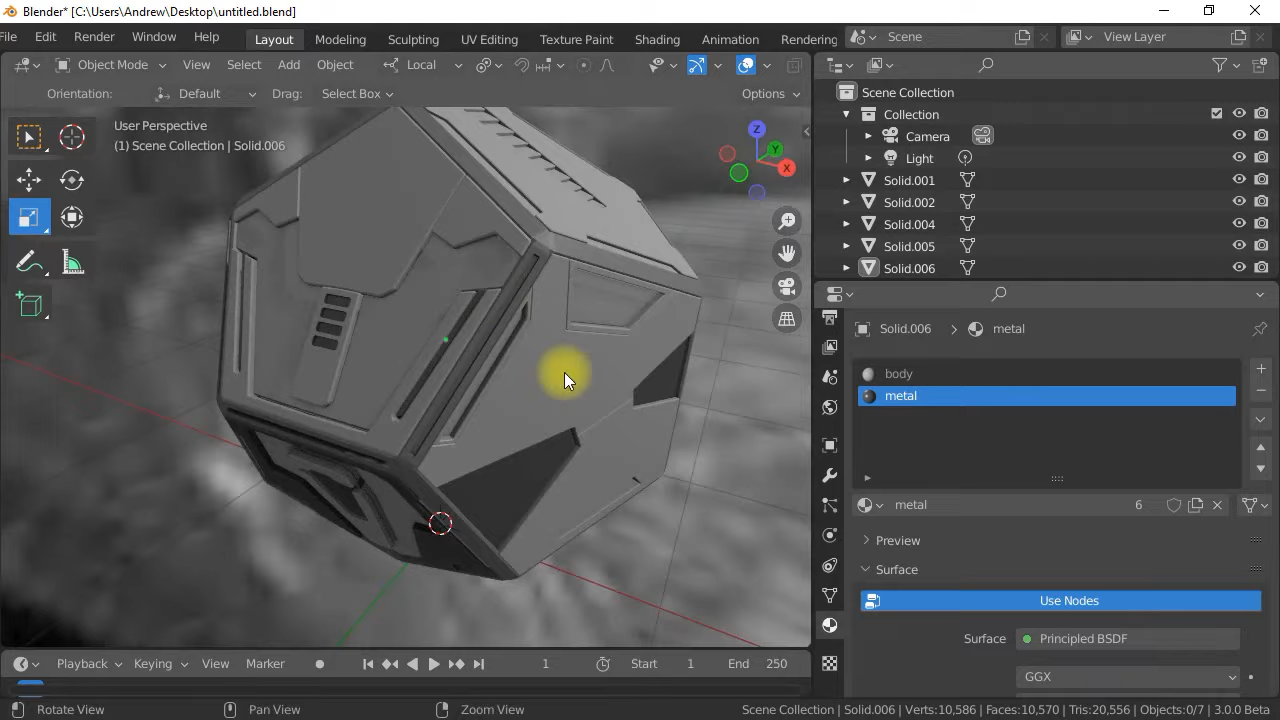 Blender* [C:\Users\Andrew\Desktop\untitled.blend]
File Edit Render Window Help Layout Modeling Sculpting UV Editing Texture Paint Shading Animation Rendering Scene View Layer
Object Mode View Select Add Object Local
Orientation: Default Drag: Select Box Options
User Perspective
(1) Scene Collection | Solid.006
Z
Y
X
Scene Collection
Collection
Camera
Light
Solid.001
Solid.002
Solid.004
Solid.005
Solid.006
Solid.006 > metal
body
metal
metal 6
Preview
Surface
Use Nodes
Surface Principled BSDF
GGX
Playback Keying View Marker 1 Start 1 End 250
Rotate View Pan View Zoom View Scene Collection | Solid.006 | Verts:10,586 | Faces:10,570 | Tris:20,556 | Objects:0/7 | 3.0.0 Beta